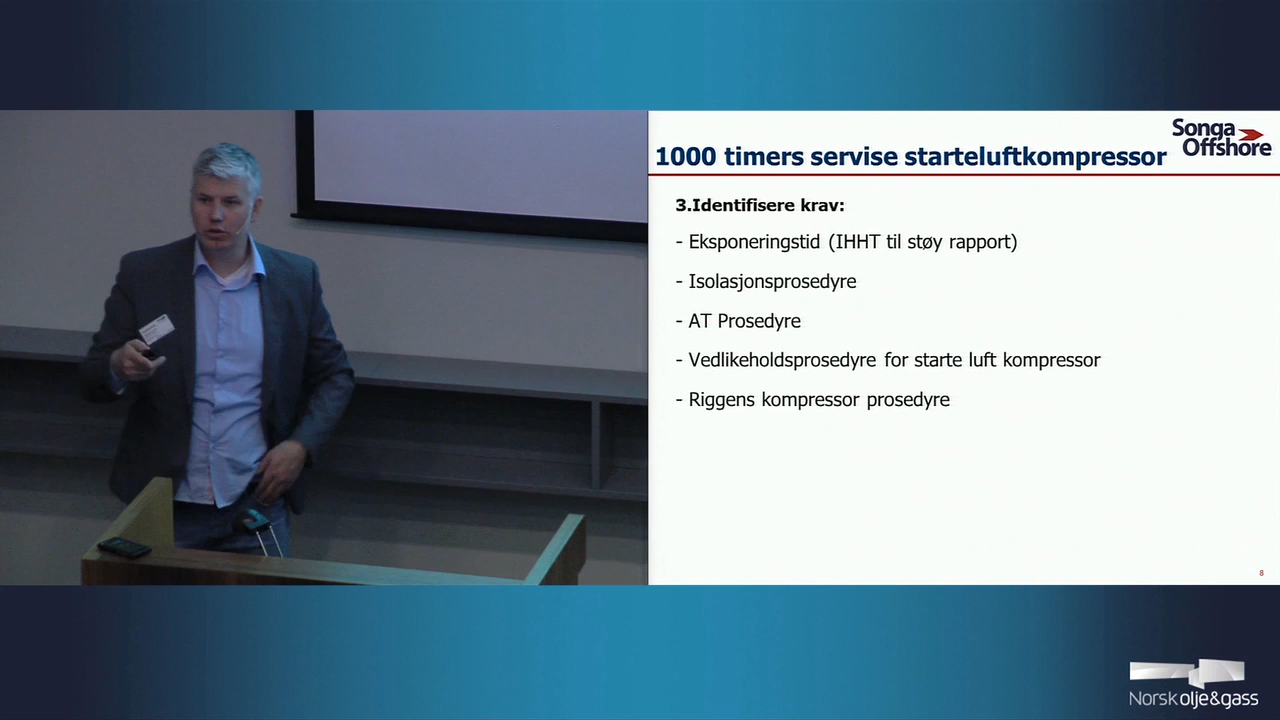 Songa
Offshore
1000 timers servise starteluftkompressor
3.Identifisere krav:
- Eksponeringstid (IHHT til støy rapport)
- Isolasjonsprosedyre
- AT Prosedyre
- Vedlikeholdsprosedyre for starte luft kompressor
- Riggens kompressor prosedyre
8
Norsk olje&gass